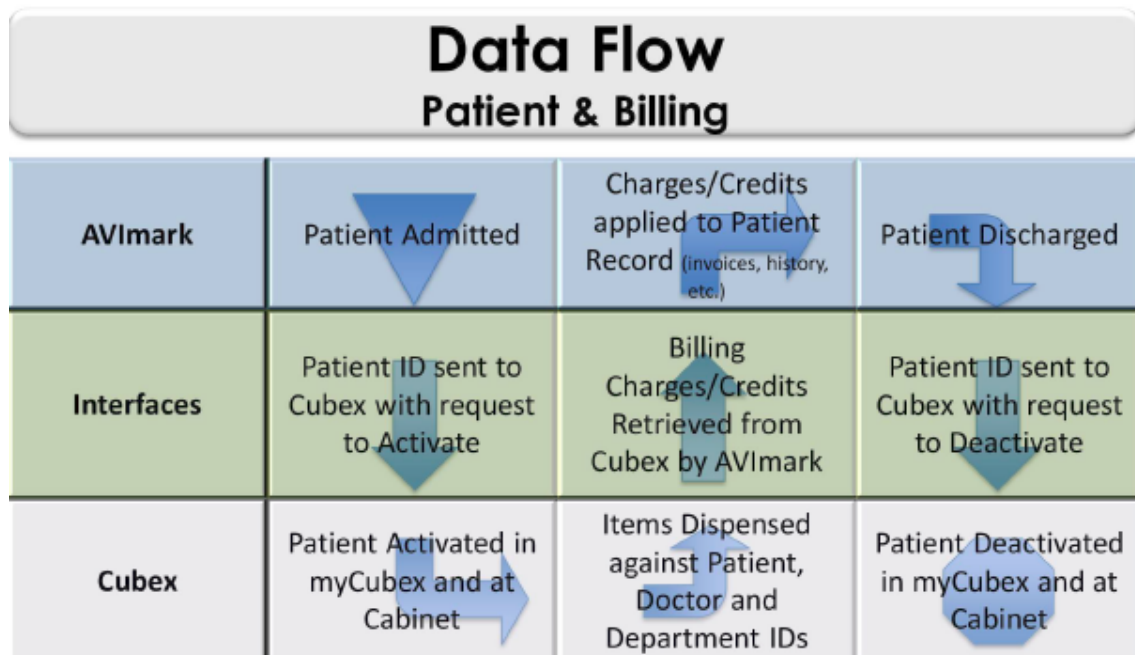 Data Flow
Patient & Billing
AVImark
Patient Admitted
Charges/Credits
applied to Patient
Record (invoices, history,
etc.)
Patient Discharged
Interfaces
Patient ID sent to
Cubex with request
to Activate
Billing
Charges/Credits
Retrieved from
Cubex by AVImark
Patient ID sent to
Cubex with request
to Deactivate
Cubex
Patient Activated in
myCubex and at
Cabinet
Items Dispensed
against Patient,
Doctor and
Department IDs
Patient Deactivated
in myCubex and at
Cabinet